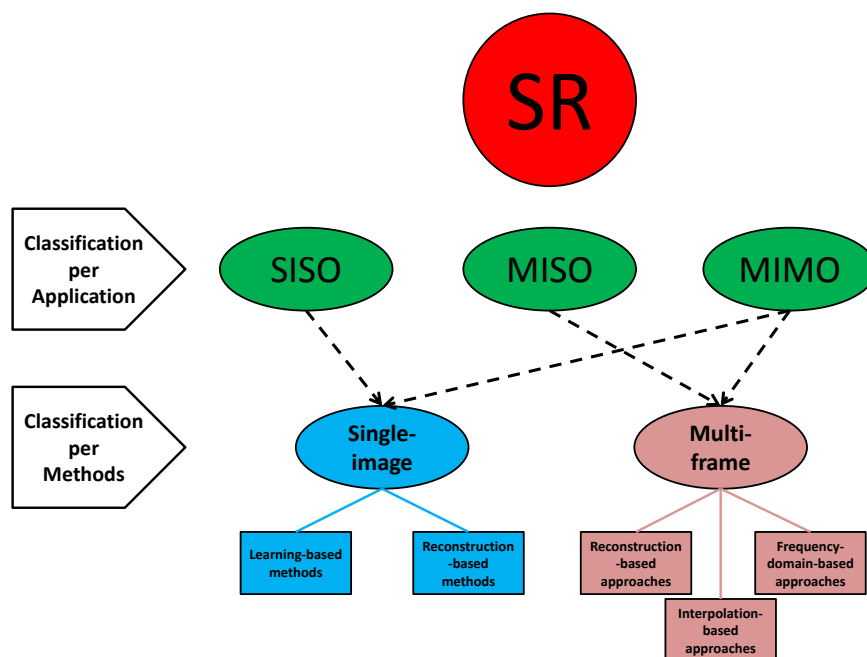 SR
Classification
per
Application
SISO
MISO
MIMO
Classification
per
Methods
Single-
image
Multi-
frame
Learning-based
methods
Reconstruction
-based methods
Reconstruction
-based
approaches
Frequency-
domain-based
approaches
Interpolation-
based
approaches